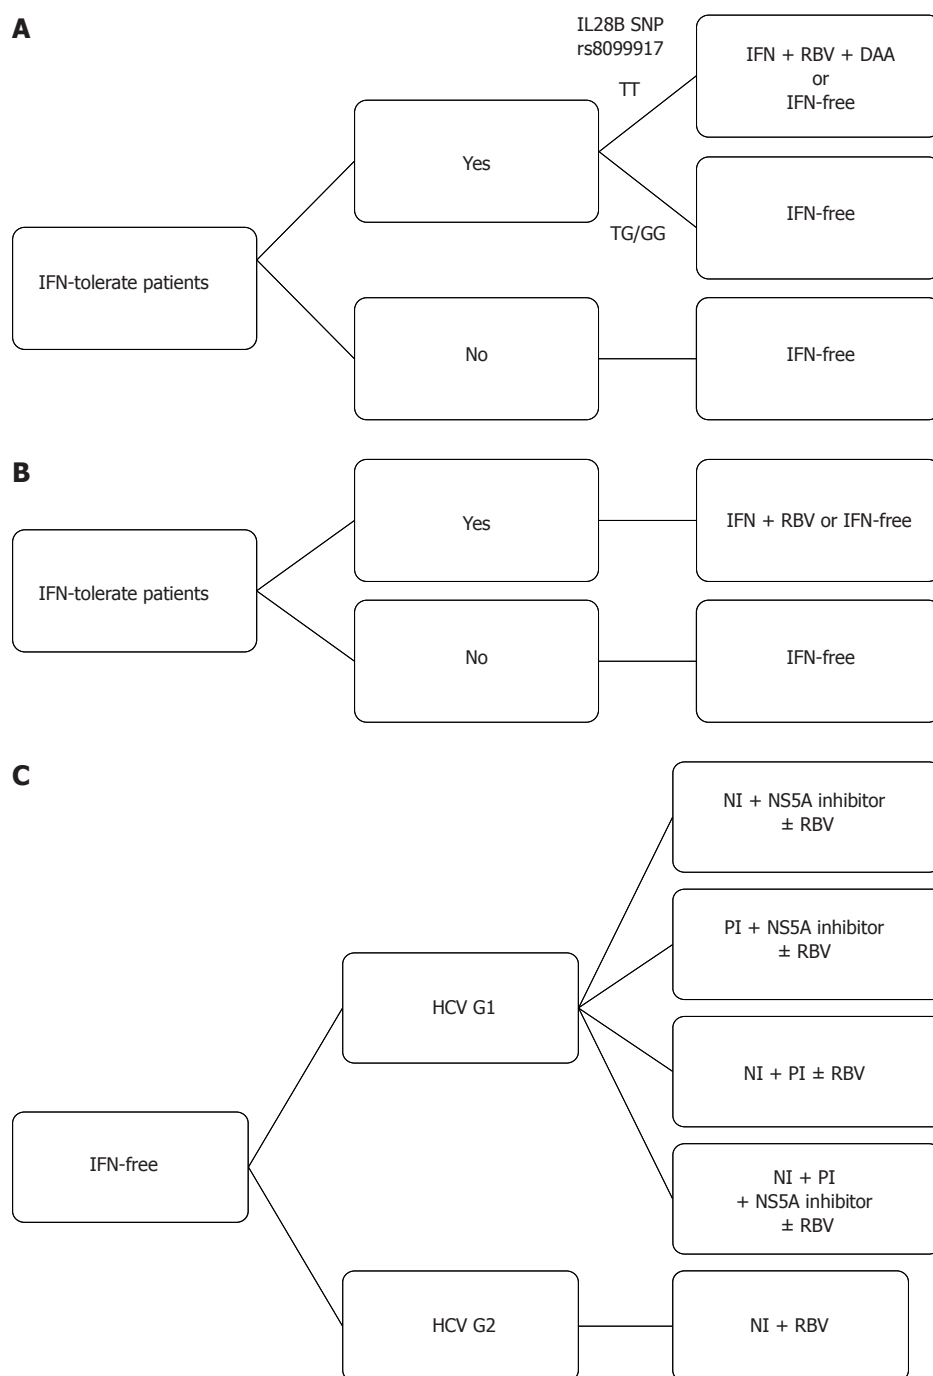 A
IL28B SNP
rs8099917
TT
IFN + RBV + DAA
or
IFN-free
Yes
IFN-free
TG/GG
IFN-tolerate patients
No
IFN-free
B
Yes
IFN + RBV or IFN-free
IFN-tolerate patients
No
IFN-free
C
NI + NS5A inhibitor
± RBV
PI + NS5A inhibitor
± RBV
HCV G1
NI + PI ± RBV
IFN-free
NI + PI
+ NS5A inhibitor
± RBV
HCV G2
NI + RBV